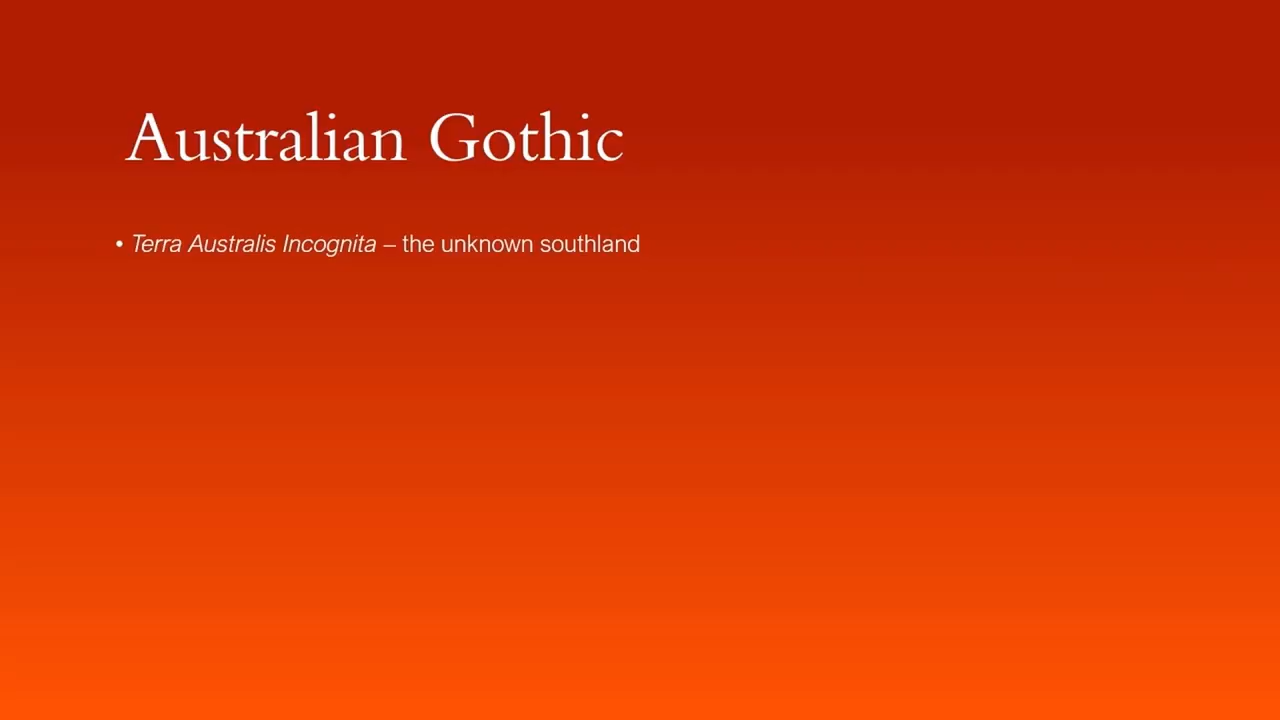 Australian Gothic
• Terra Australis Incognita – the unknown southland